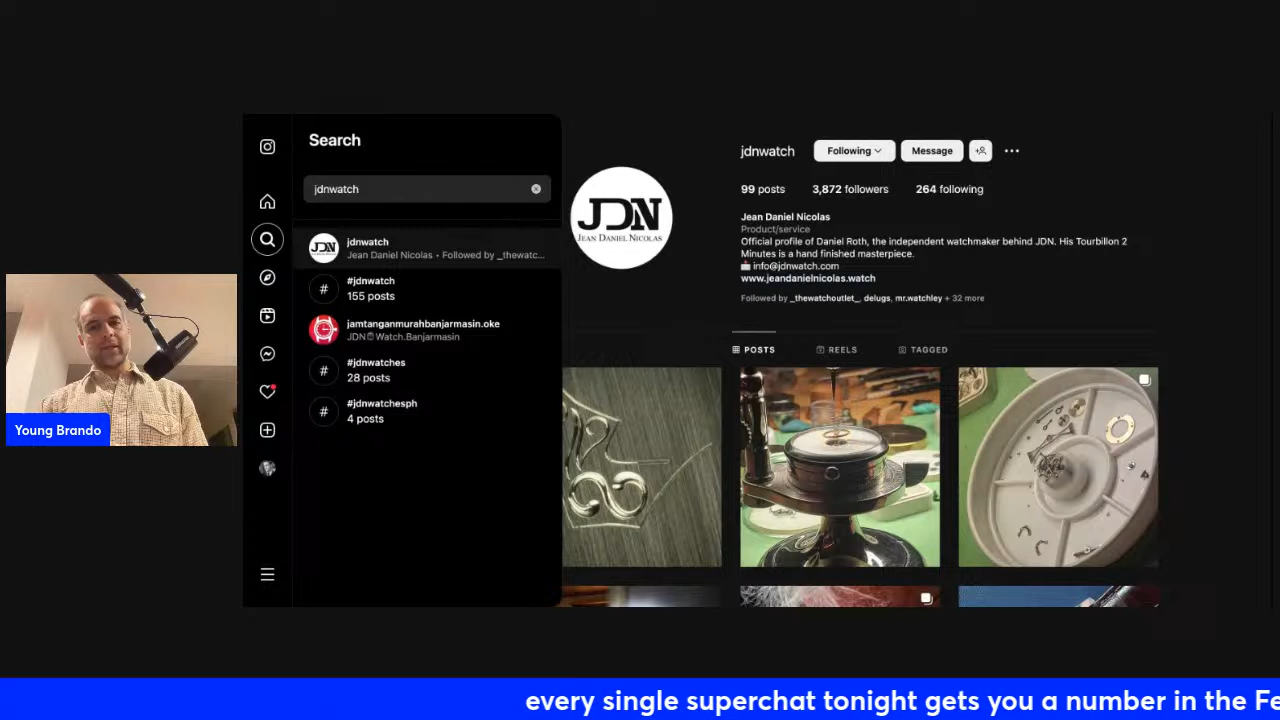 Search
jdnwatch
jdnwatch
Jean Daniel Nicolas • Followed by _thewatc...
#jdnwatch
155 posts
jamtanganmurahbanjarmasin.oke
JDN Watch.Banjarmasin
#jdnwatches
28 posts
#jdnwatchesph
4 posts
JDN
JEAN DANIEL NICOLAS
jdnwatch
Following
Message
99 posts
3,872 followers
264 following
Jean Daniel Nicolas
Product/service
Official profile of Daniel Roth, the independent watchmaker behind JDN. His Tourbillon 2
Minutes is a hand finished masterpiece.
info@jdnwatch.com
www.jeandanielnicolas.watch
Followed by _thewatchoutlet_, delugs, mr.watchley + 32 more
POSTS
REELS
TAGGED
Young Brando
every single superchat tonight gets you a number in the Fe